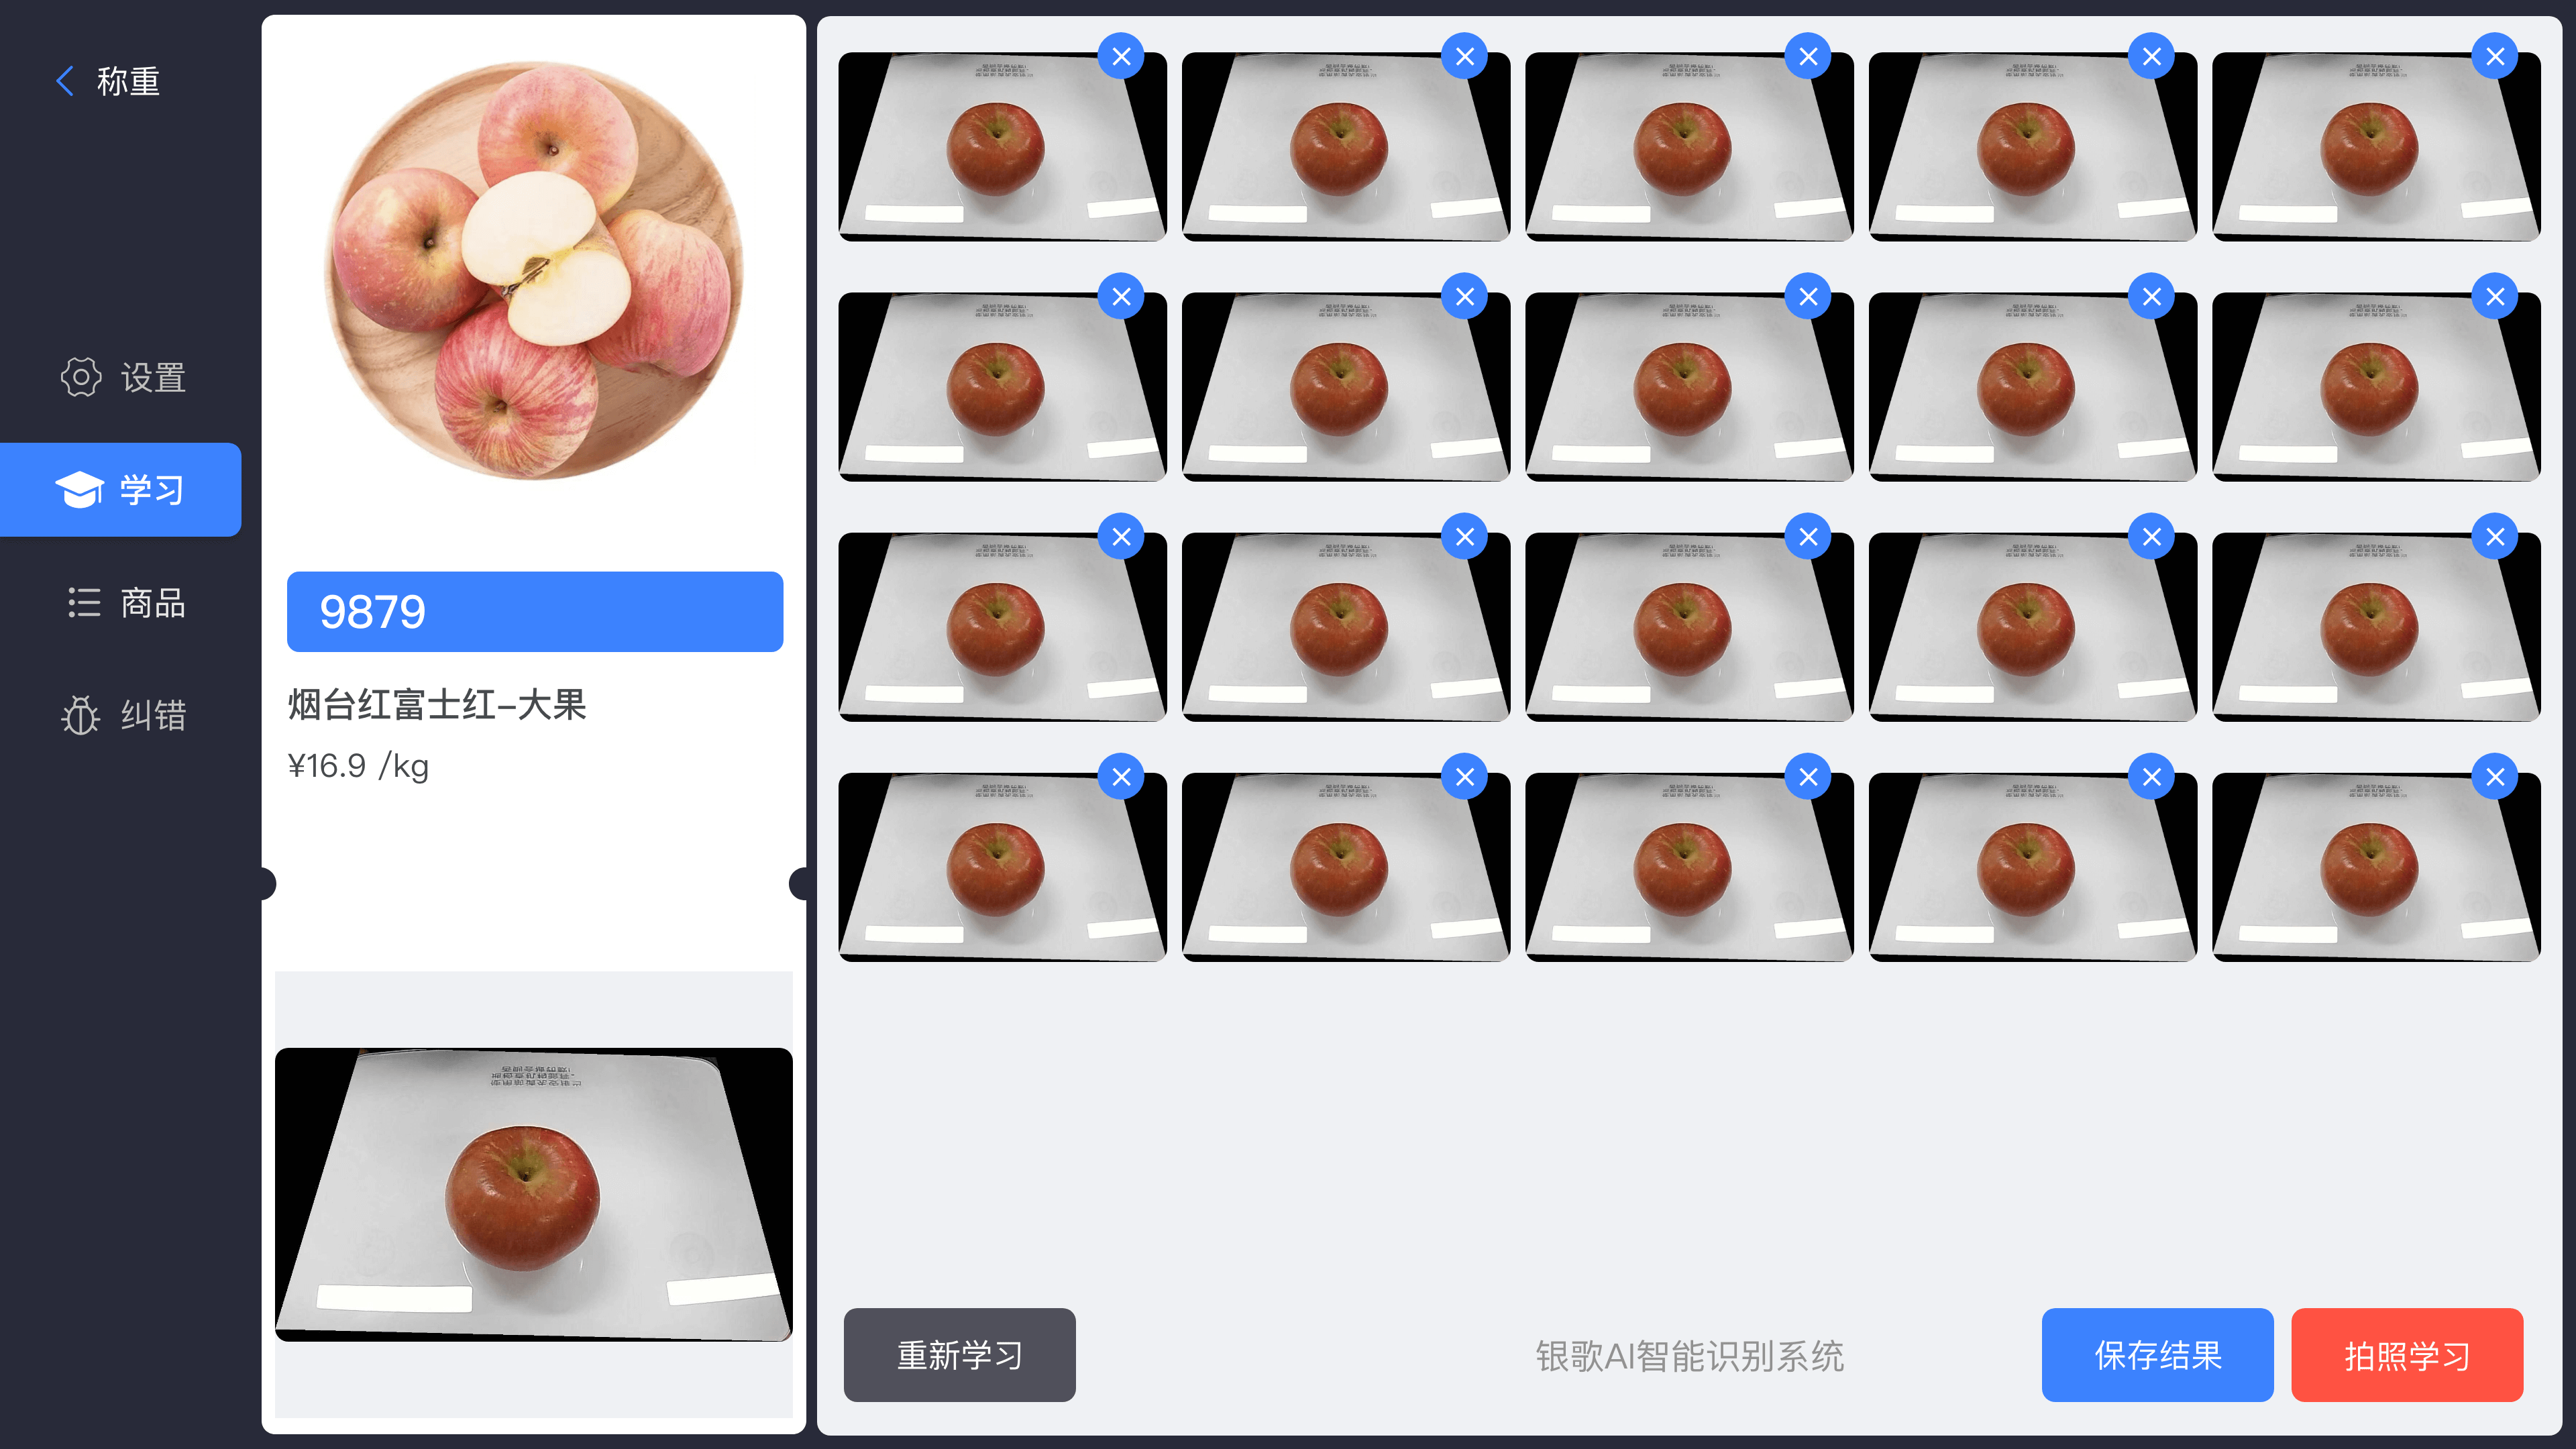 称重
设置
学习
商品
纠错
9879
烟台红富士红-大果
¥16.9 /kg
重新学习
银歌AI智能识别系统
保存结果
拍照学习